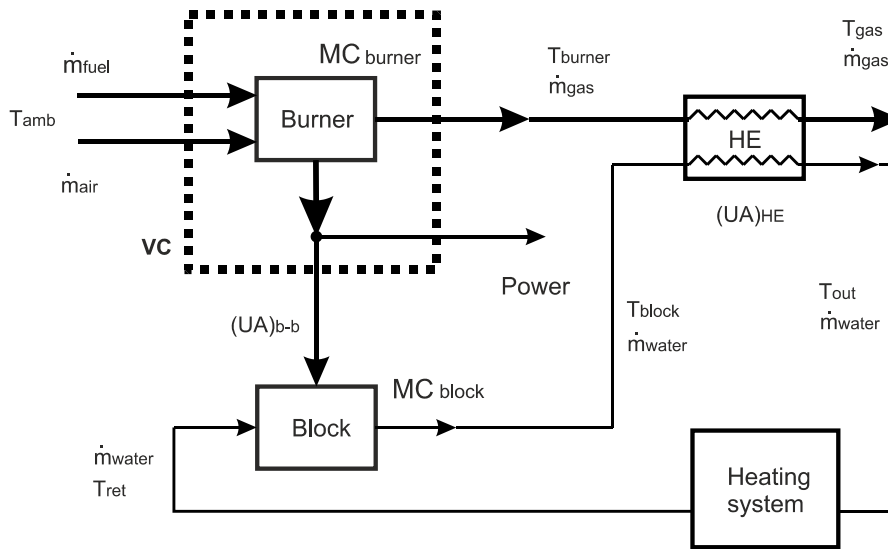 ṁfuel
Tamb
ṁair
MC burner
Burner
VC
Tburner
ṁgas
Tgas
ṁgas
HE
(UA)HE
Power
(UA)b-b
Tblock
ṁwater
Tout
ṁwater
MC block
Block
ṁwater
Tret
Heating
system